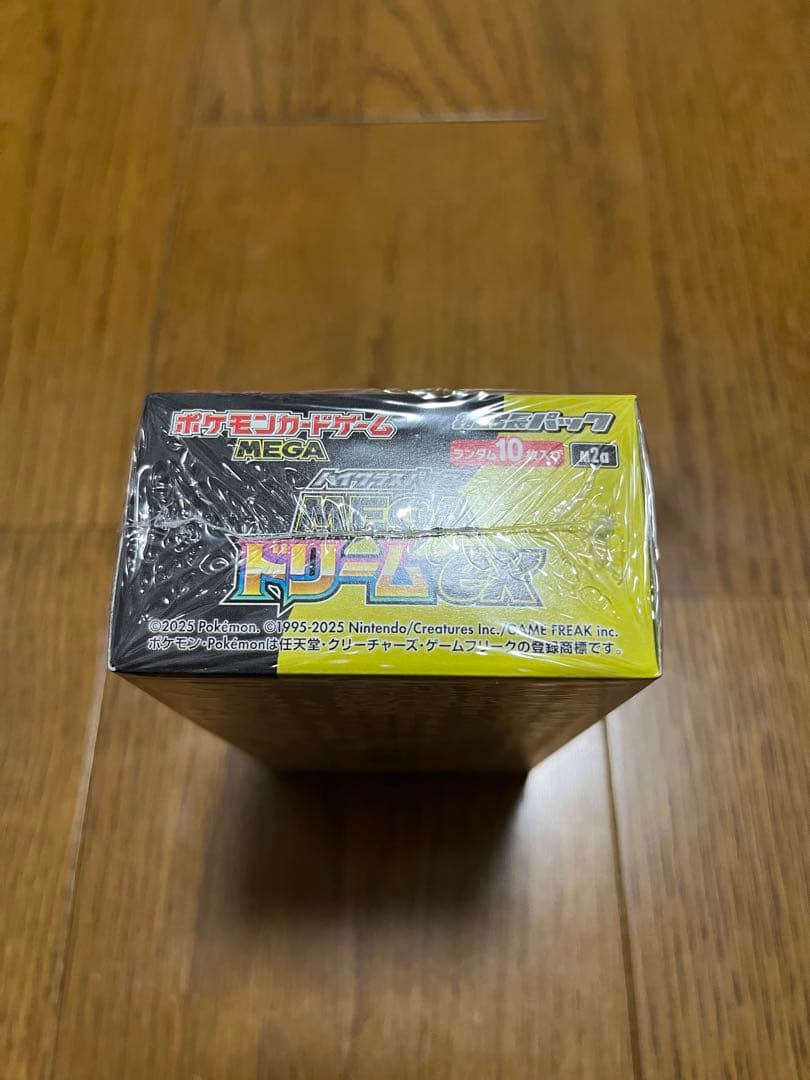 ポケモンカードゲーム
MEGA
拡張パック
ランダム10枚入り
M2a
ハイクラスパック
MEGA
ドリームex
©2025 Pokémon. ©1995-2025 Nintendo/Creatures Inc./GAME FREAK inc.
ポケモン・Pokémonは任天堂・クリーチャーズ・ゲームフリークの登録商標です。